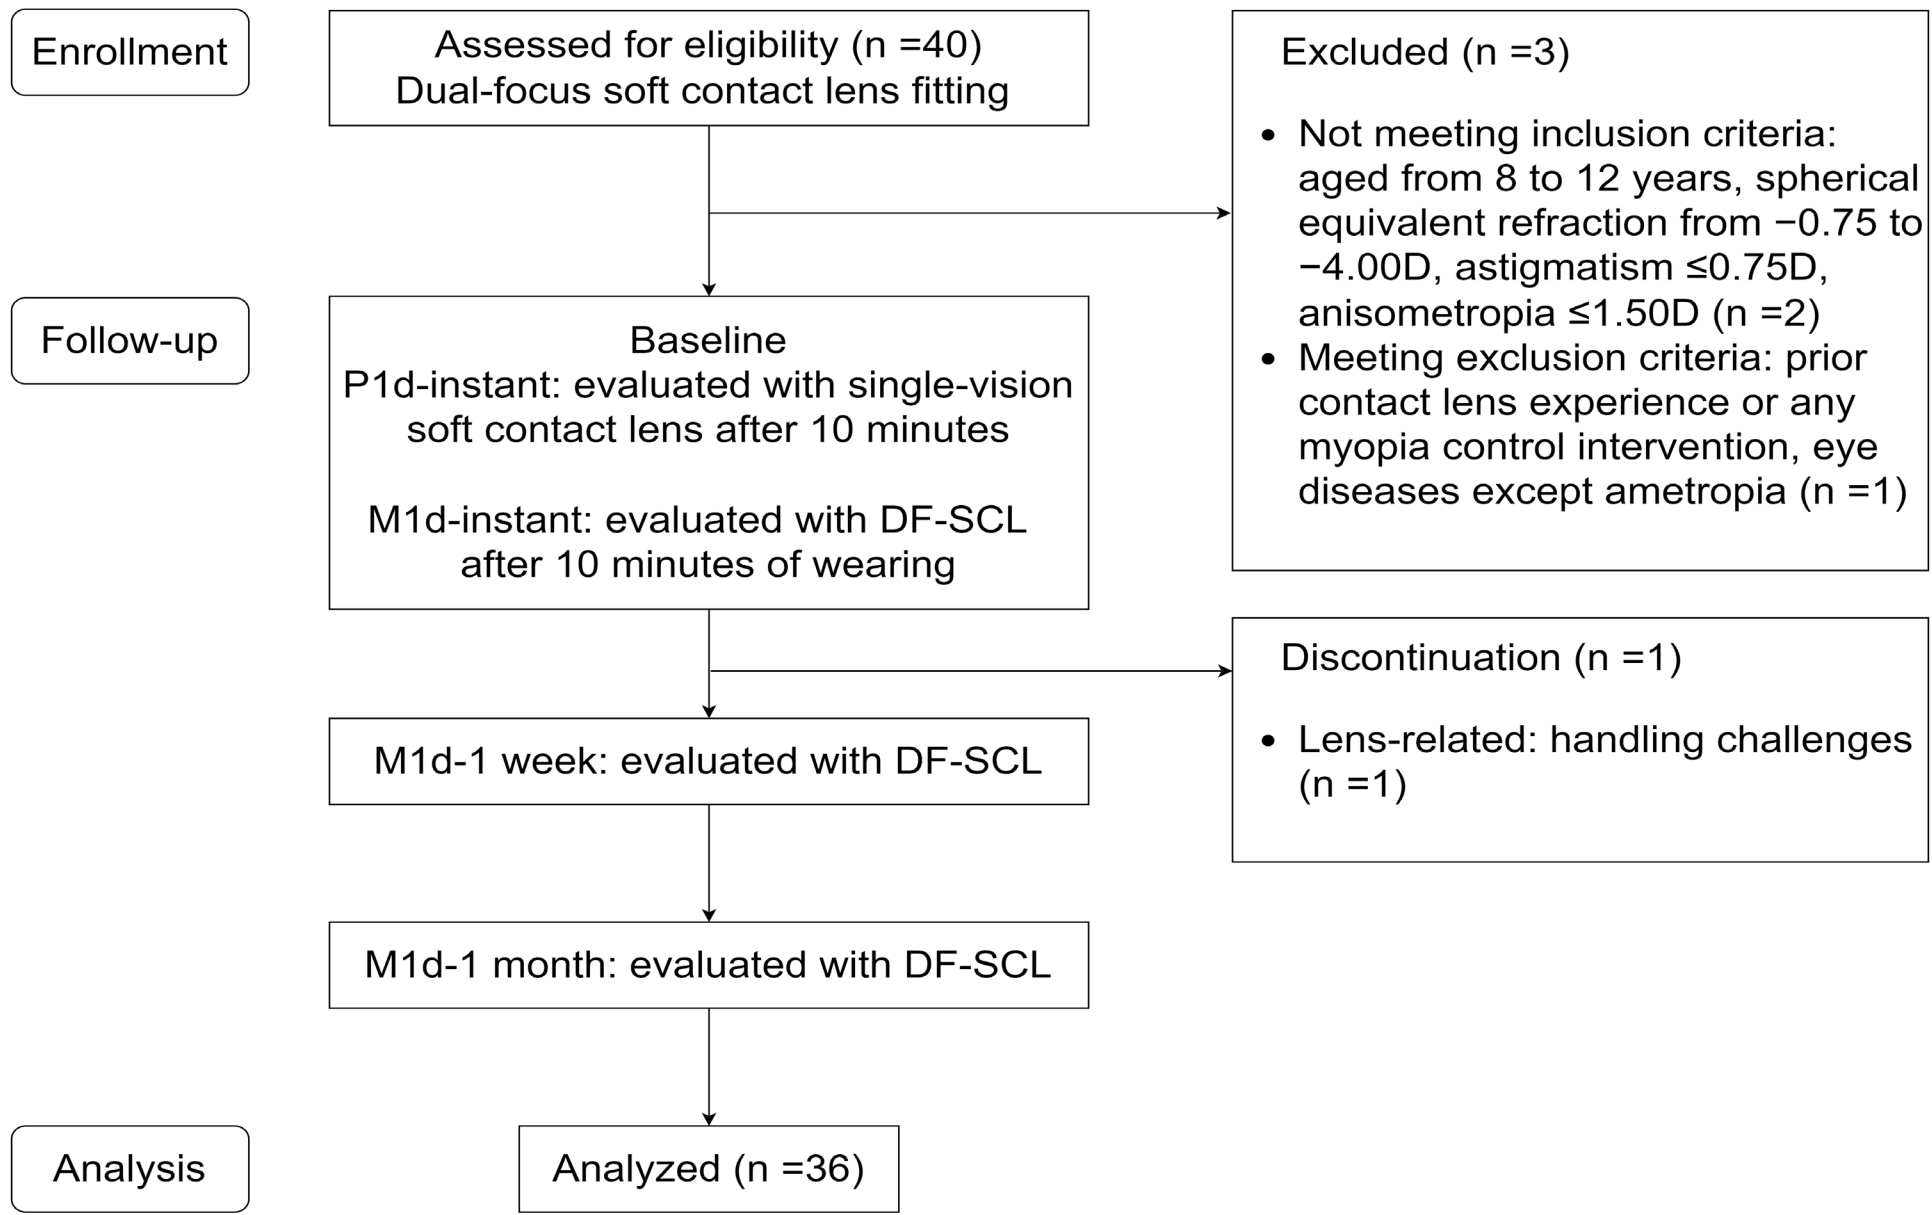 Enrollment
Assessed for eligibility (n =40)
Dual-focus soft contact lens fitting
Excluded (n =3)
• Not meeting inclusion criteria:
aged from 8 to 12 years, spherical
equivalent refraction from −0.75 to
−4.00D, astigmatism ≤0.75D,
anisometropia ≤1.50D (n =2)
• Meeting exclusion criteria: prior
contact lens experience or any
myopia control intervention, eye
diseases except ametropia (n =1)
Follow-up
Baseline
P1d-instant: evaluated with single-vision
soft contact lens after 10 minutes
M1d-instant: evaluated with DF-SCL
after 10 minutes of wearing
Discontinuation (n =1)
• Lens-related: handling challenges
(n =1)
M1d-1 week: evaluated with DF-SCL
M1d-1 month: evaluated with DF-SCL
Analysis
Analyzed (n =36)